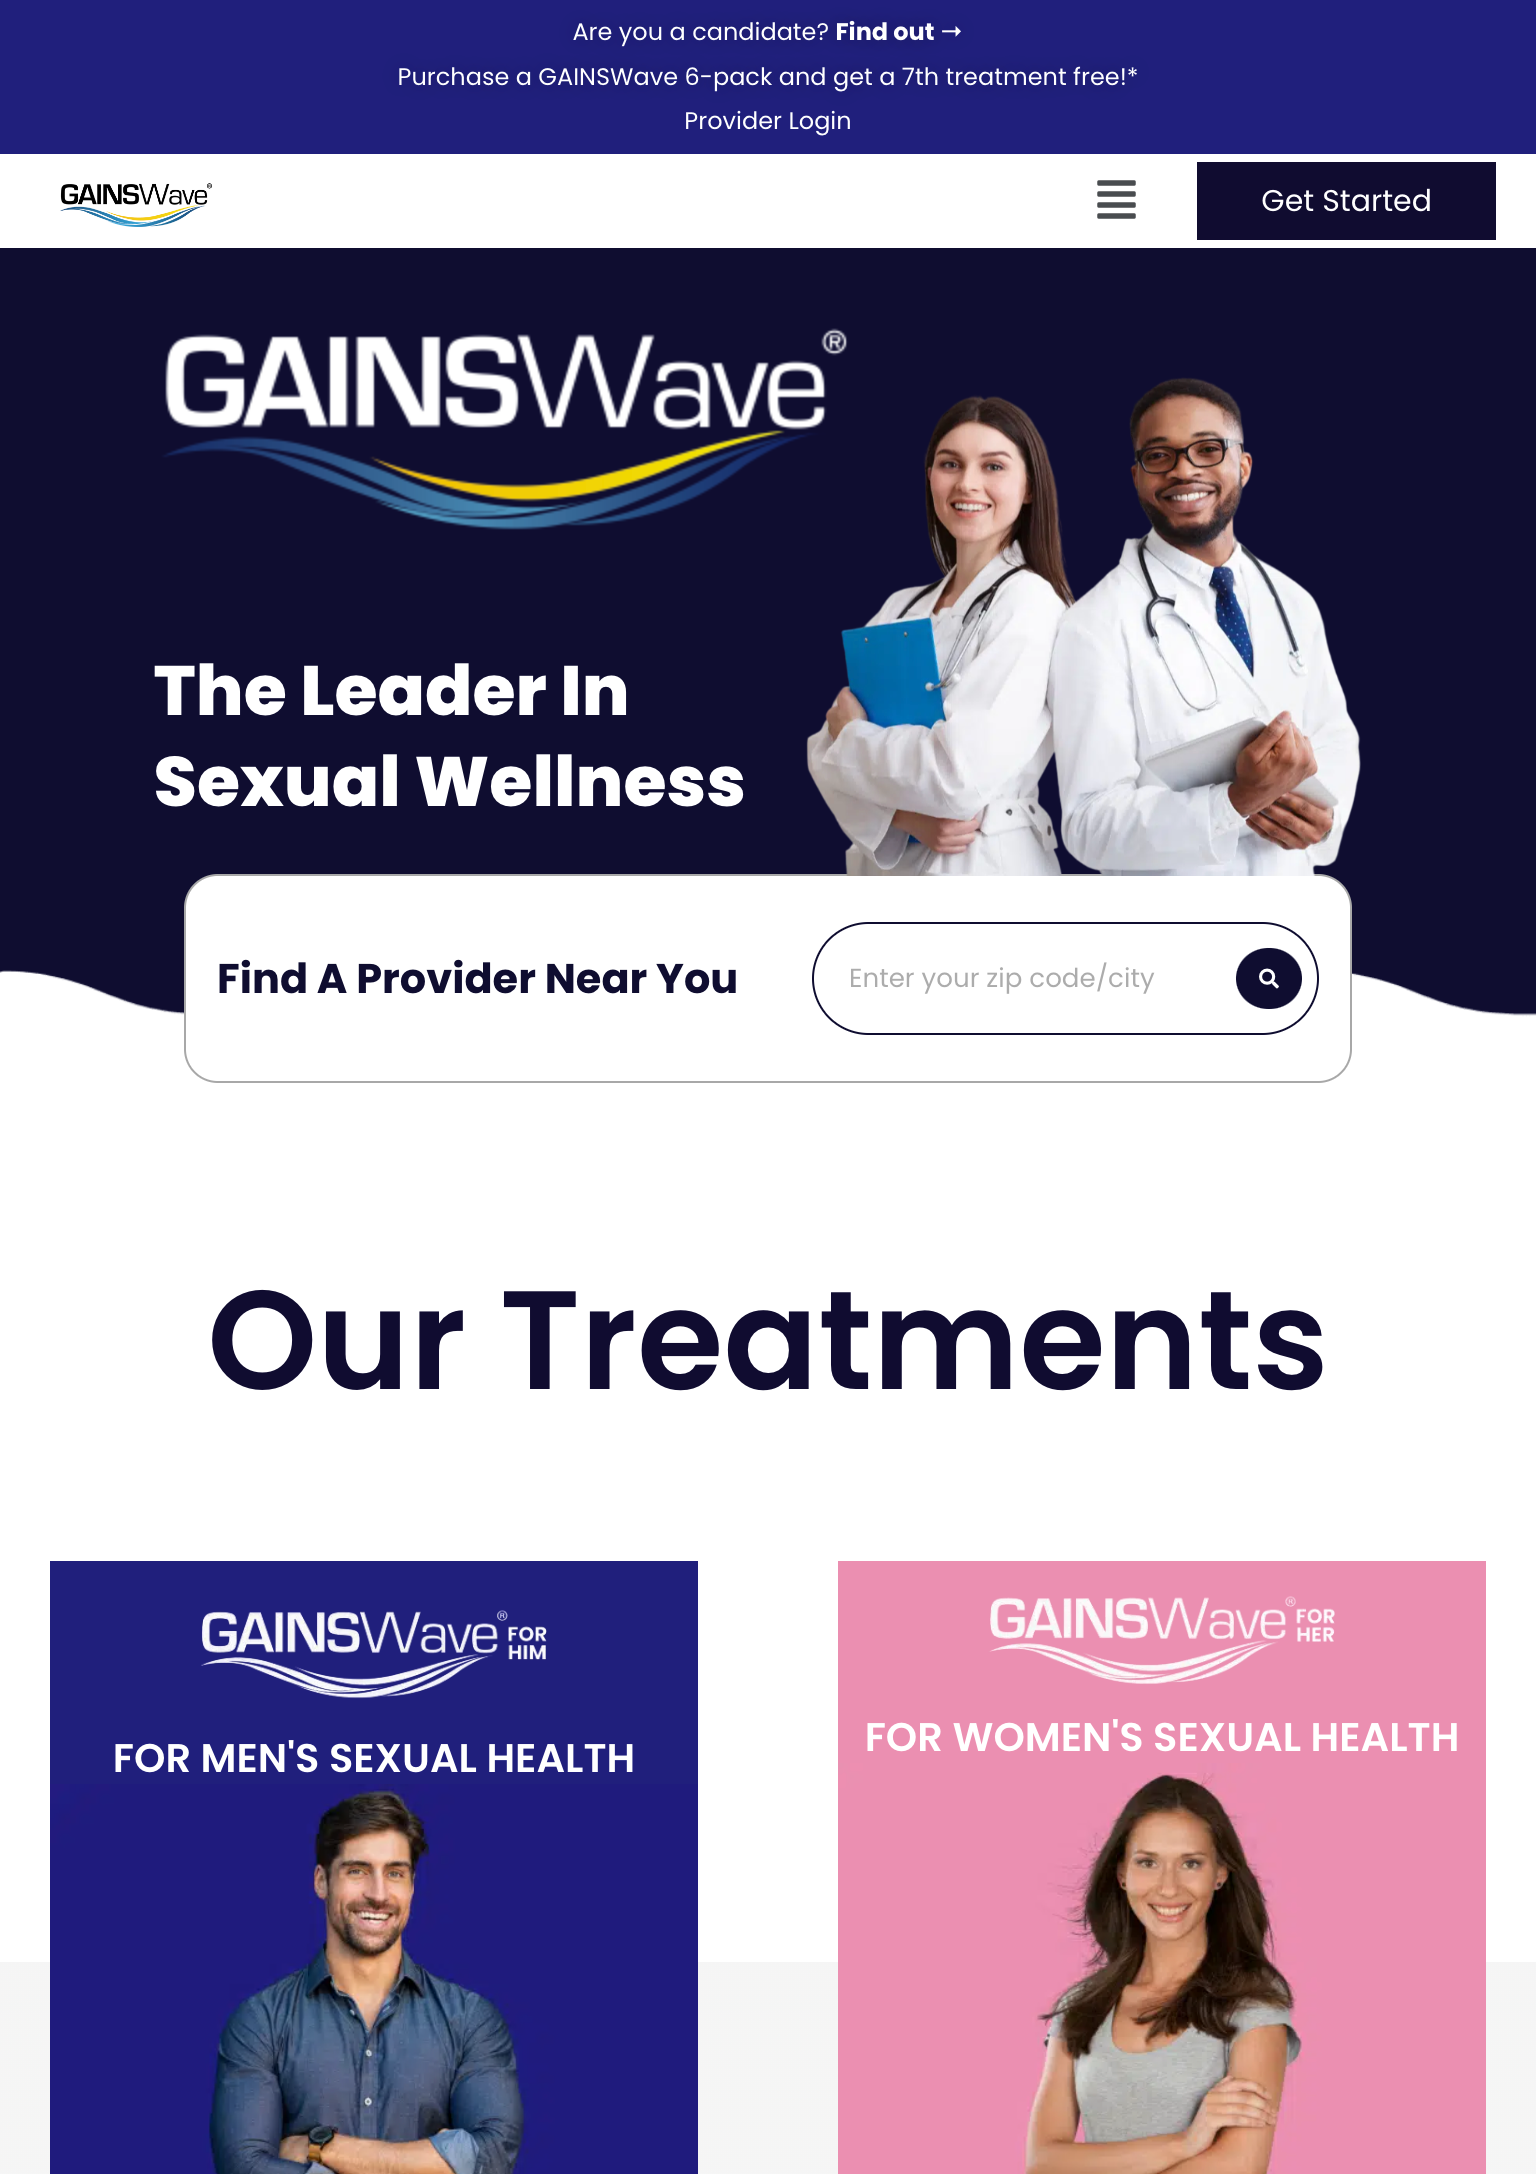 Are you a candidate? Find out →
Purchase a GAINSWave 6-pack and get a 7th treatment free!*
Provider Login
GAINSWave®
Get Started
GAINSWave®
The Leader In
Sexual Wellness
Find A Provider Near You
Enter your zip code/city
Our Treatments
GAINSWave® FOR HIM
FOR MEN'S SEXUAL HEALTH
GAINSWave® FOR HER
FOR WOMEN'S SEXUAL HEALTH